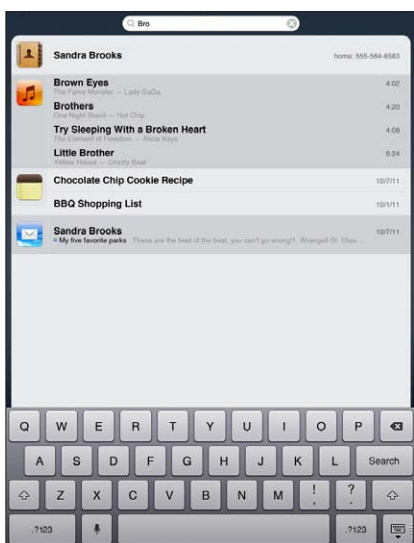 Bro
Sandra Brooks home: 555-564-8583
Brown Eyes 4:02
The Fame Monster — Lady GaGa
Brothers 4:20
One Night Stand — Hot Chip
Try Sleeping With a Broken Heart 4:08
The Element of Freedom — Alicia Keys
Little Brother 6:24
Yellow House — Grizzly Bear
Chocolate Chip Cookie Recipe 10/7/11
BBQ Shopping List 10/1/11
Sandra Brooks 10/7/11
My five favorite parks These are the best of the best, you can't go wrong!1. Wrangell-St. Elias ...
Q W E R T Y U I O P
A S D F G H J K L Search
Z X C V B N M ! , ? .
.?123 .?123